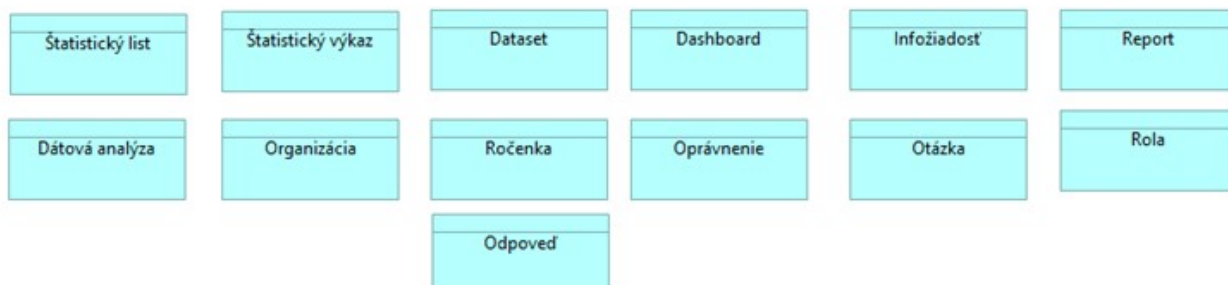 Štatistický list
Štatistický výkaz
Dataset
Dashboard
Infožiadosť
Report
Dátová analýza
Organizácia
Ročenka
Oprávnenie
Otázka
Rola
Odpoveď